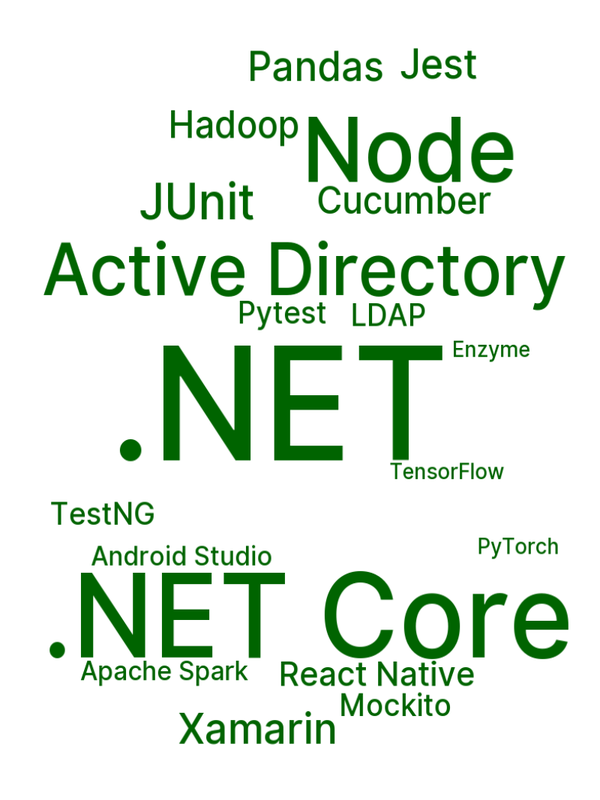 Pandas Jest
Hadoop Node
JUnit Cucumber
Active Directory
Pytest LDAP
.NET Enzyme
TensorFlow
TestNG
PyTorch
Android Studio
.NET Core
Apache Spark React Native
Mockito
Xamarin